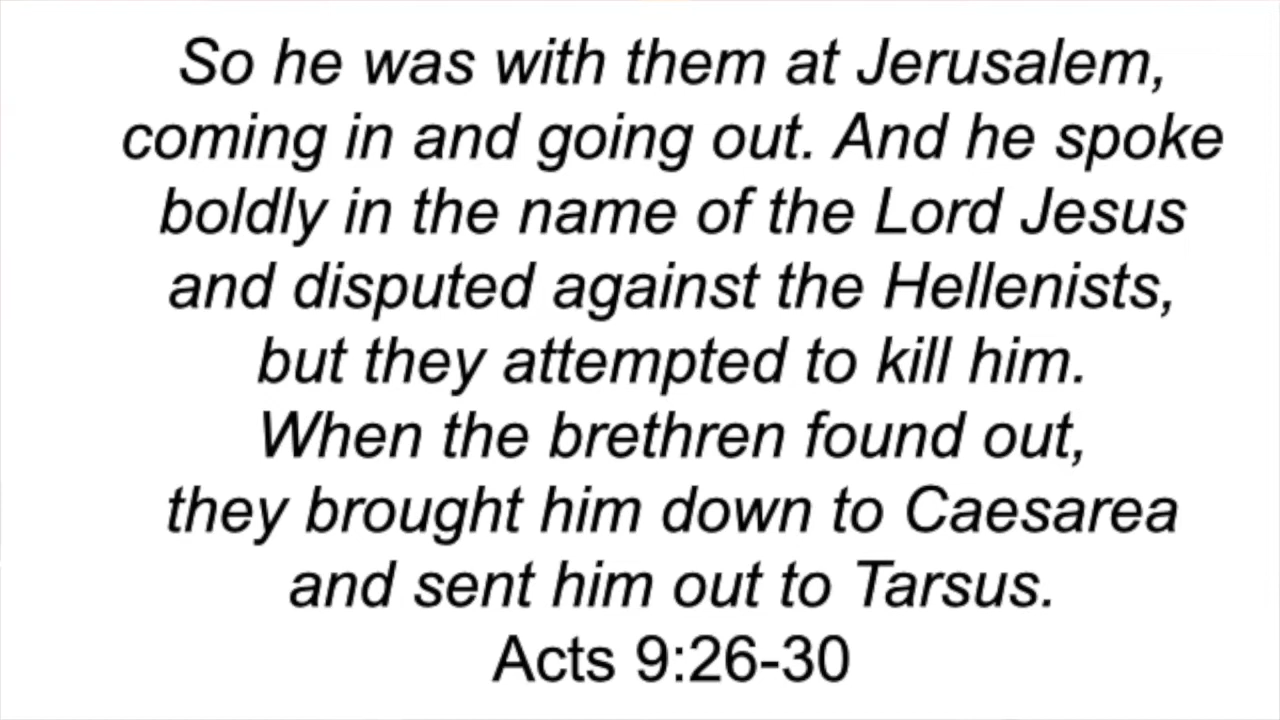 So he was with them at Jerusalem,
coming in and going out. And he spoke
boldly in the name of the Lord Jesus
and disputed against the Hellenists,
but they attempted to kill him.
When the brethren found out,
they brought him down to Caesarea
and sent him out to Tarsus.
Acts 9:26-30